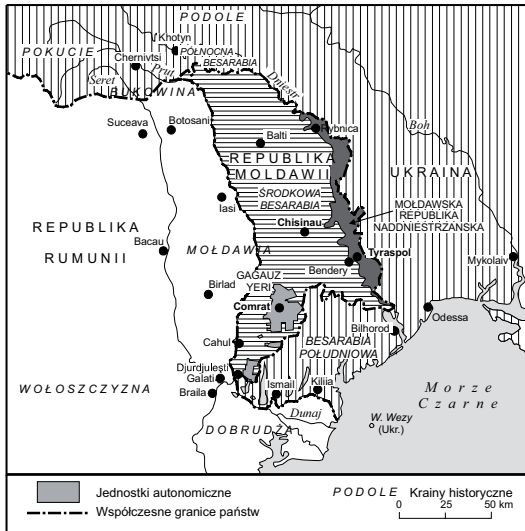 PODOLE
Khotyn
POKUCIE
PÓŁNOCNA
BESARABIA
Chernivtsi
Prut
Seret
BUKOWINA
Dniestr
Suceava
Botosani
Rybnica
Boh
Balti
REPUBLIKA
MOŁDAWII
UKRAINA
ŚRODKOWA
BESARABIA
Iasi
MOŁDAWSKA
REPUBLIKA
NADDNIESTRZAŃSKA
REPUBLIKA
RUMUNII
Chisinau
Bacau
MOŁDAWIA
Tyraspol
Bendery
Mykolaiv
GAGAUZ
YERI
Birlad
Comrat
Odessa
Bilhorod
Cahul
BESARABIA
POŁUDNIOWA
Djurdjulesti
Galati
Braila
Ismail
Kiliia
WOŁOSZCZYZNA
Morze
Czarne
Dunaj
W. Wezy
(Ukr.)
DOBRUDŻA
Jednostki autonomiczne
PODOLE Krainy historyczne
Współczesne granice państw
0 25 50 km